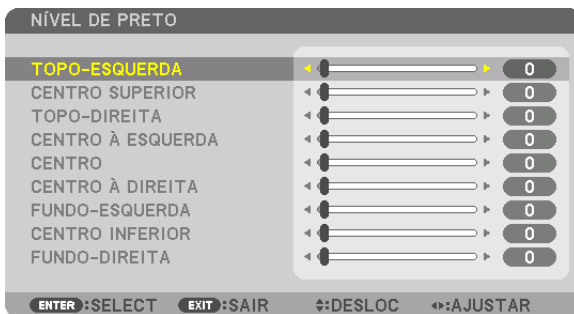 NÍVEL DE PRETO
TOPO-ESQUERDA 0
CENTRO SUPERIOR 0
TOPO-DIREITA 0
CENTRO À ESQUERDA 0
CENTRO 0
CENTRO À DIREITA 0
FUNDO-ESQUERDA 0
CENTRO INFERIOR 0
FUNDO-DIREITA 0
ENTER :SELECT EXIT :SAIR :DESLOC :AJUSTAR